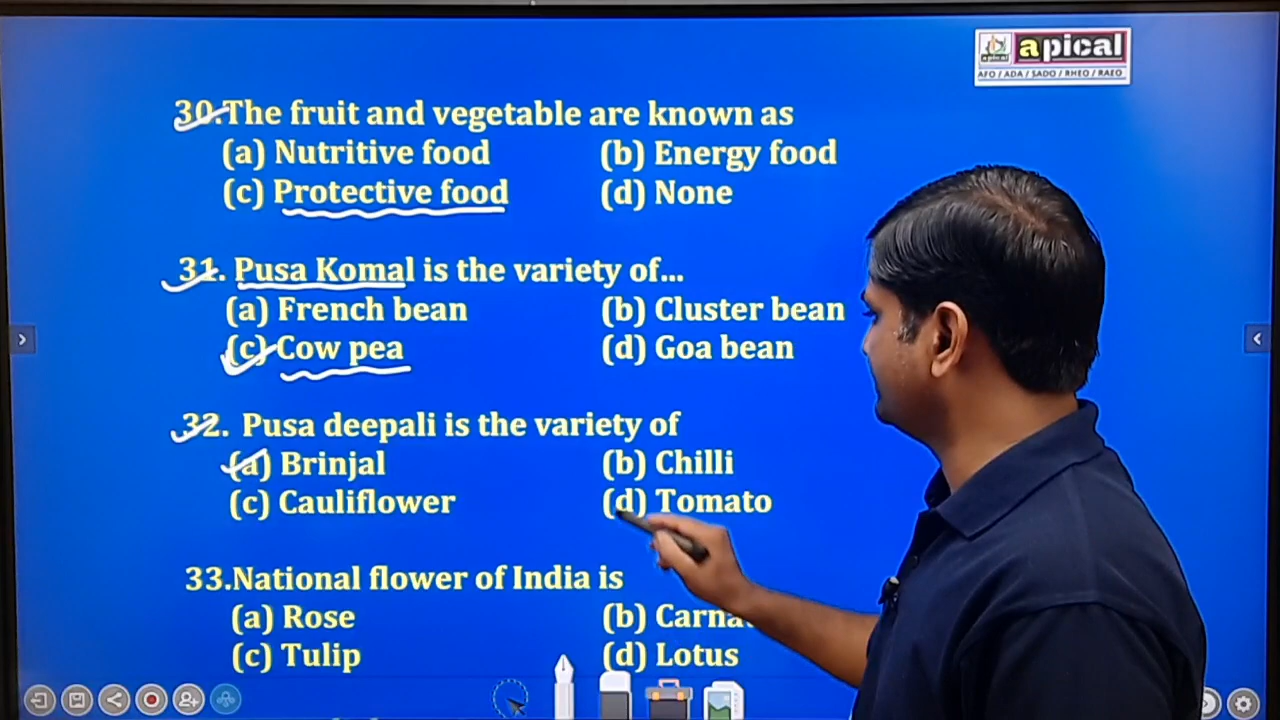 apical
apical
AFO / ADA / SADO / RHEO / RAEO
30.The fruit and vegetable are known as
(a) Nutritive food (b) Energy food
(c) Protective food (d) None
31. Pusa Komal is the variety of...
(a) French bean (b) Cluster bean
(c) Cow pea (d) Goa bean
32. Pusa deepali is the variety of
(a) Brinjal (b) Chilli
(c) Cauliflower (d) Tomato
33.National flower of India is
(a) Rose (b)
(c) Tulip (d) Lotus